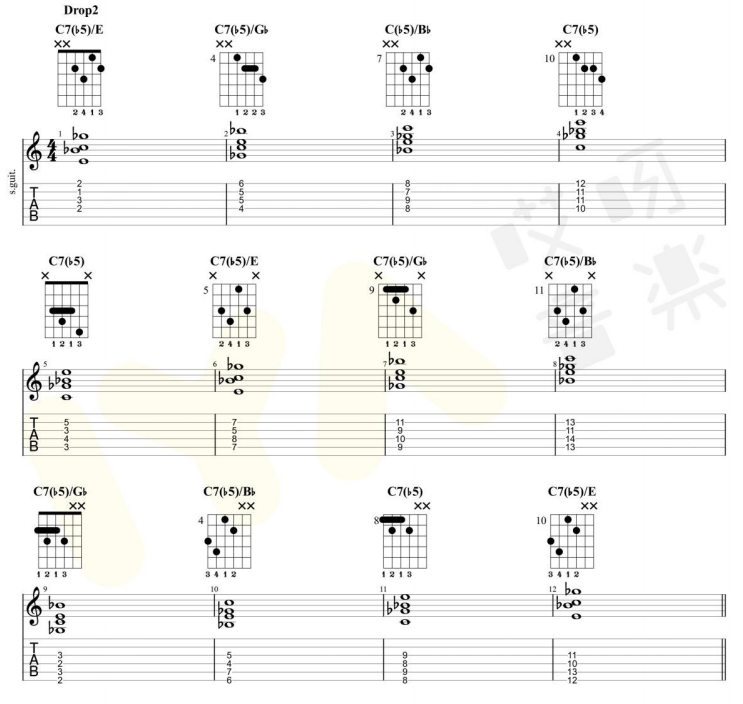 Drop2
C7(♭5)/E C7(♭5)/G♭ C(♭5)/B♭ C7(♭5)
×× ×× ×× ××
4 7 10
2 4 1 3 1 2 2 3 2 4 1 3 1 2 3 4
s.guit.
1 2 3 4
4
4
2 6 8 12
1 5 7 11
3 5 9 11
2 4 8 10
T
A
B
哎呀
音楽
C7(♭5) C7(♭5)/E C7(♭5)/G♭ C7(♭5)/B♭
× × × × × × × ×
5 9 11
1 2 1 3 2 4 1 3 1 2 1 3 2 4 1 3
5 6 7 8
5 7 11 13
3 5 9 11
4 8 10 14
3 7 9 13
T
A
B
IYA
C7(♭5)/G♭ C7(♭5)/B♭ C7(♭5) C7(♭5)/E
×× ×× ×× ××
4 8 10
1 2 1 3 3 4 1 2 1 2 1 3 3 4 1 2
9 10 11 12
3 5 9 11
2 4 8 10
3 7 9 13
2 6 8 12
T
A
B